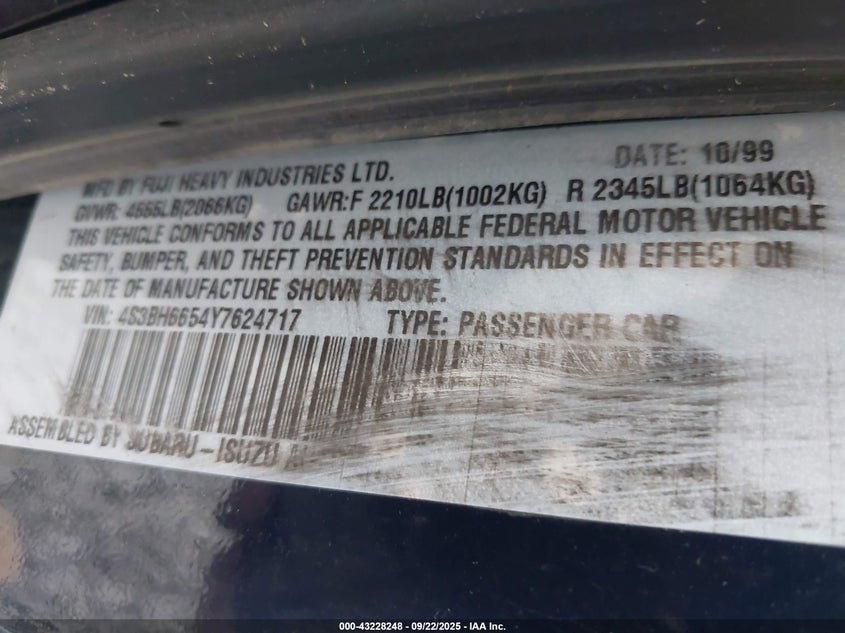 DATE: 10/99
MFD BY FUJI HEAVY INDUSTRIES LTD.
GVWR: 4555LB(2066KG) GAWR:F 2210LB(1002KG) R 2345LB(1064KG)
THIS VEHICLE CONFORMS TO ALL APPLICABLE FEDERAL MOTOR VEHICLE
SAFETY, BUMPER, AND THEFT PREVENTION STANDARDS IN EFFECT ON
THE DATE OF MANUFACTURE SHOWN ABOVE.
VIN: 4S3BH6654Y7624717 TYPE: PASSENGER CAR
ASSEMBLED BY SUBARU-ISUZU
000-43228248 - 09/22/2025 - IAA Inc.